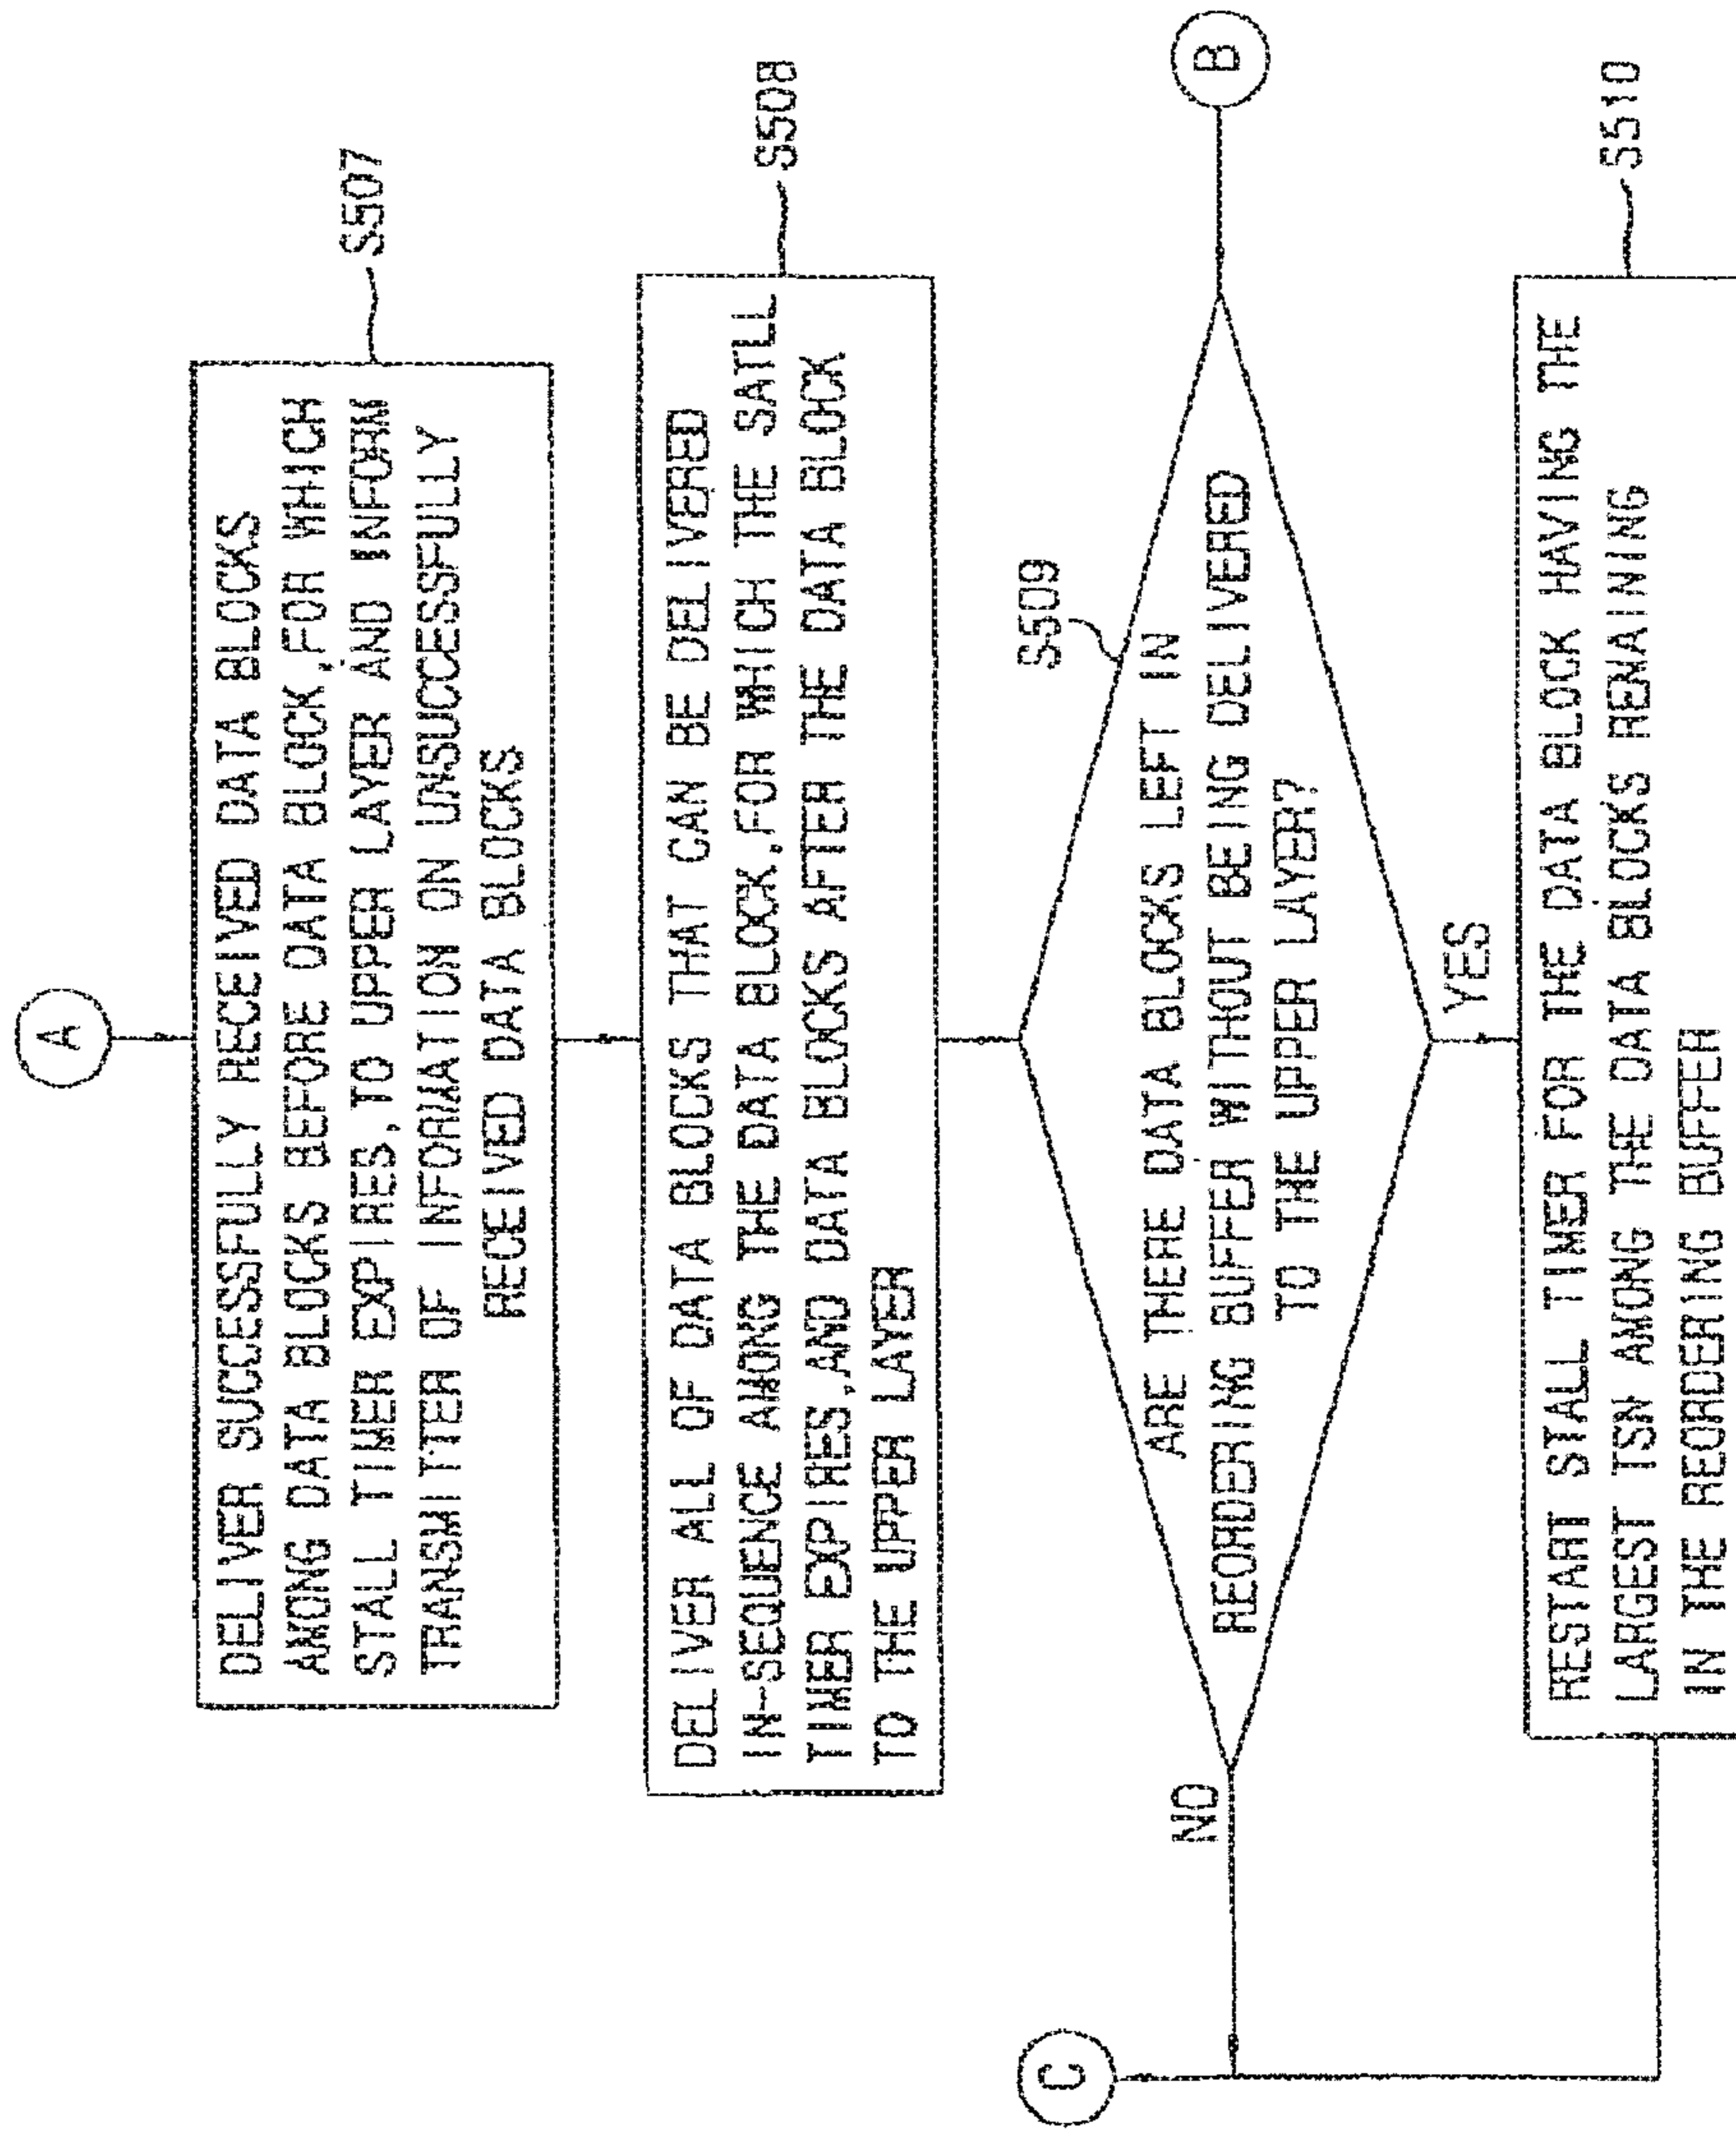 A
S507
DELIVER SUCCESSFULLY RECEIVED DATA BLOCKS
AMONG DATA BLOCKS BEFORE DATA BLOCK,FOR WHICH
STALL TIMER EXPIRES,TO UPPER LAYER AND INFORM
TRANSMITTER OF INFORMATION ON UNSUCCESSFULLY
RECEIVED DATA BLOCKS
S508
DELIVER ALL OF DATA BLOCKS THAT CAN BE DELIVERED
IN-SEQUENCE AMONG THE DATA BLOCK,FOR WHICH THE SATLL
TIMER EXPIRES,AND DATA BLOCKS AFTER THE DATA BLOCK
TO THE UPPER LAYER
S509
ARE THERE DATA BLOCKS LEFT IN
REORDERING BUFFER WITHOUT BEING DELIVERED
TO THE UPPER LAYER?
B
NO
C
YES
S510
RESTART STALL TIMER FOR THE DATA BLOCK HAVING THE
LARGEST TSN AMONG THE DATA BLOCKS REMAINING
IN THE REORDERING BUFFER